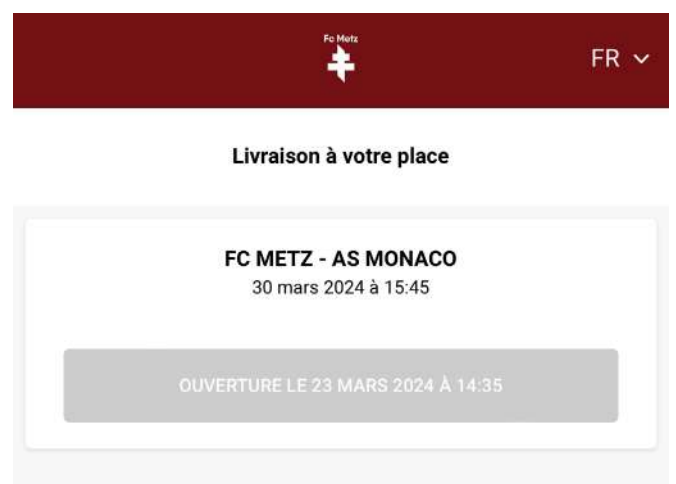 Fc Metz
FR
Livraison à votre place
FC METZ - AS MONACO
30 mars 2024 à 15:45
OUVERTURE LE 23 MARS 2024 À 14:35